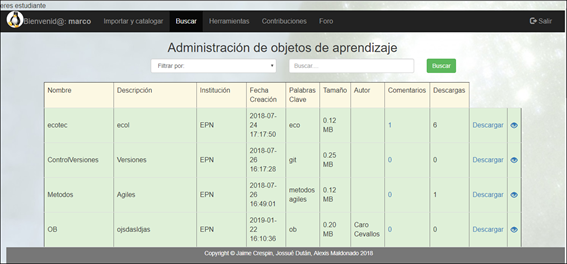 eres estudiante
Bienvenid@: marco Importar y catalogar Buscar Herramientas Contribuciones Foro Salir
Administración de objetos de aprendizaje
Filtrar por: Buscar... Buscar
Nombre Descripción Institución Fecha Creación Palabras Clave Tamaño Autor Comentarios Descargas
ecotec ecol EPN 2018-07-24 17:17:50 eco 0.12 MB 1 6 Descargar
ControlVersiones Versiones EPN 2018-07-26 16:17:28 git 0.25 MB 0 0 Descargar
Metodos Agiles EPN 2018-07-26 16:49:01 metodos agiles 0.12 MB 0 1 Descargar
OB ojsdasldjas EPN 2019-01-22 16:10:36 ob 0.20 MB Caro Cevallos 0 0 Descargar
Copyright © Jaime Crespin, Jossué Dután, Alexis Maldonado 2018